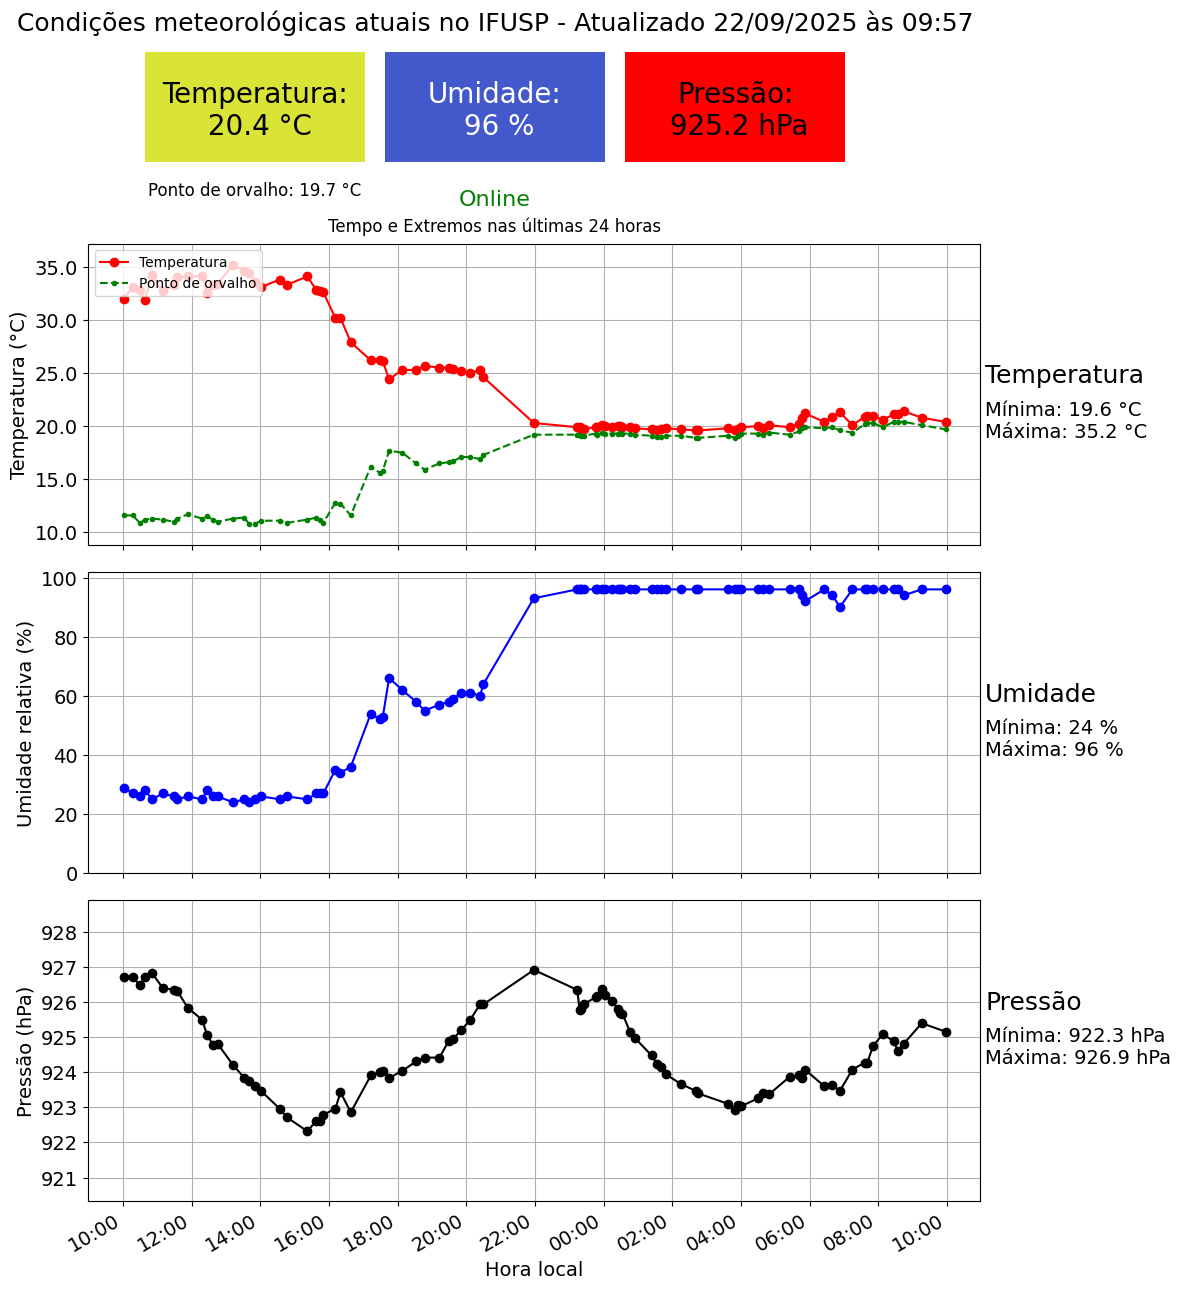 Condições meteorológicas atuais no IFUSP - Atualizado 22/09/2025 às 09:57
Temperatura:
20.4 °C
Umidade:
96 %
Pressão:
925.2 hPa
Ponto de orvalho: 19.7 °C
Online
Tempo e Extremos nas últimas 24 horas
Temperatura
Ponto de orvalho
Temperatura (°C)
35.0
30.0
25.0
20.0
15.0
10.0
Temperatura
Mínima: 19.6 °C
Máxima: 35.2 °C
Umidade relativa (%)
100
80
60
40
20
0
Umidade
Mínima: 24 %
Máxima: 96 %
Pressão (hPa)
928
927
926
925
924
923
922
921
Pressão
Mínima: 922.3 hPa
Máxima: 926.9 hPa
10:00
12:00
14:00
16:00
18:00
20:00
22:00
00:00
02:00
04:00
06:00
08:00
10:00
Hora local